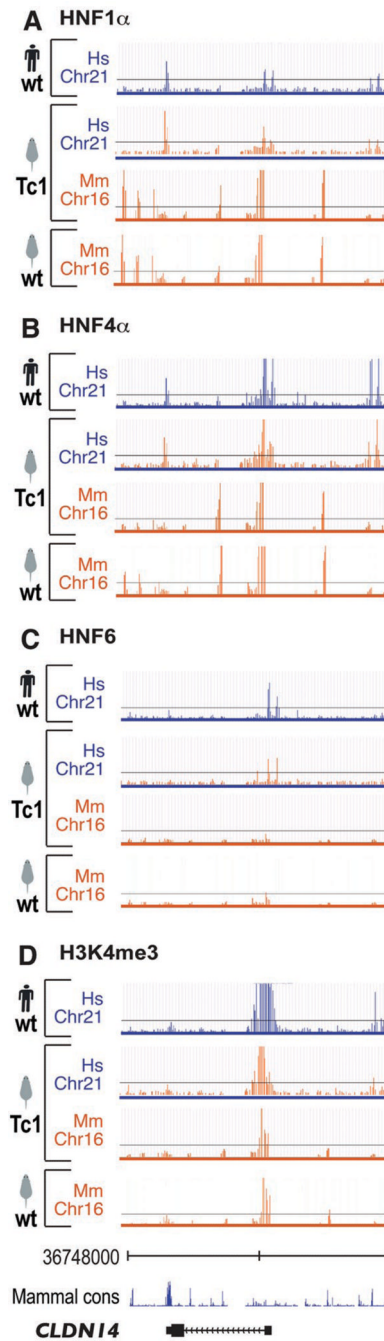 A HNF1α
wt
Hs
Chr21
Tc1
Hs
Chr21
Mm
Chr16
wt
Mm
Chr16
B HNF4α
wt
Hs
Chr21
Tc1
Hs
Chr21
Mm
Chr16
wt
Mm
Chr16
C HNF6
wt
Hs
Chr21
Tc1
Hs
Chr21
Mm
Chr16
wt
Mm
Chr16
D H3K4me3
wt
Hs
Chr21
Tc1
Hs
Chr21
Mm
Chr16
wt
Mm
Chr16
36748000
Mammal cons
CLDN14